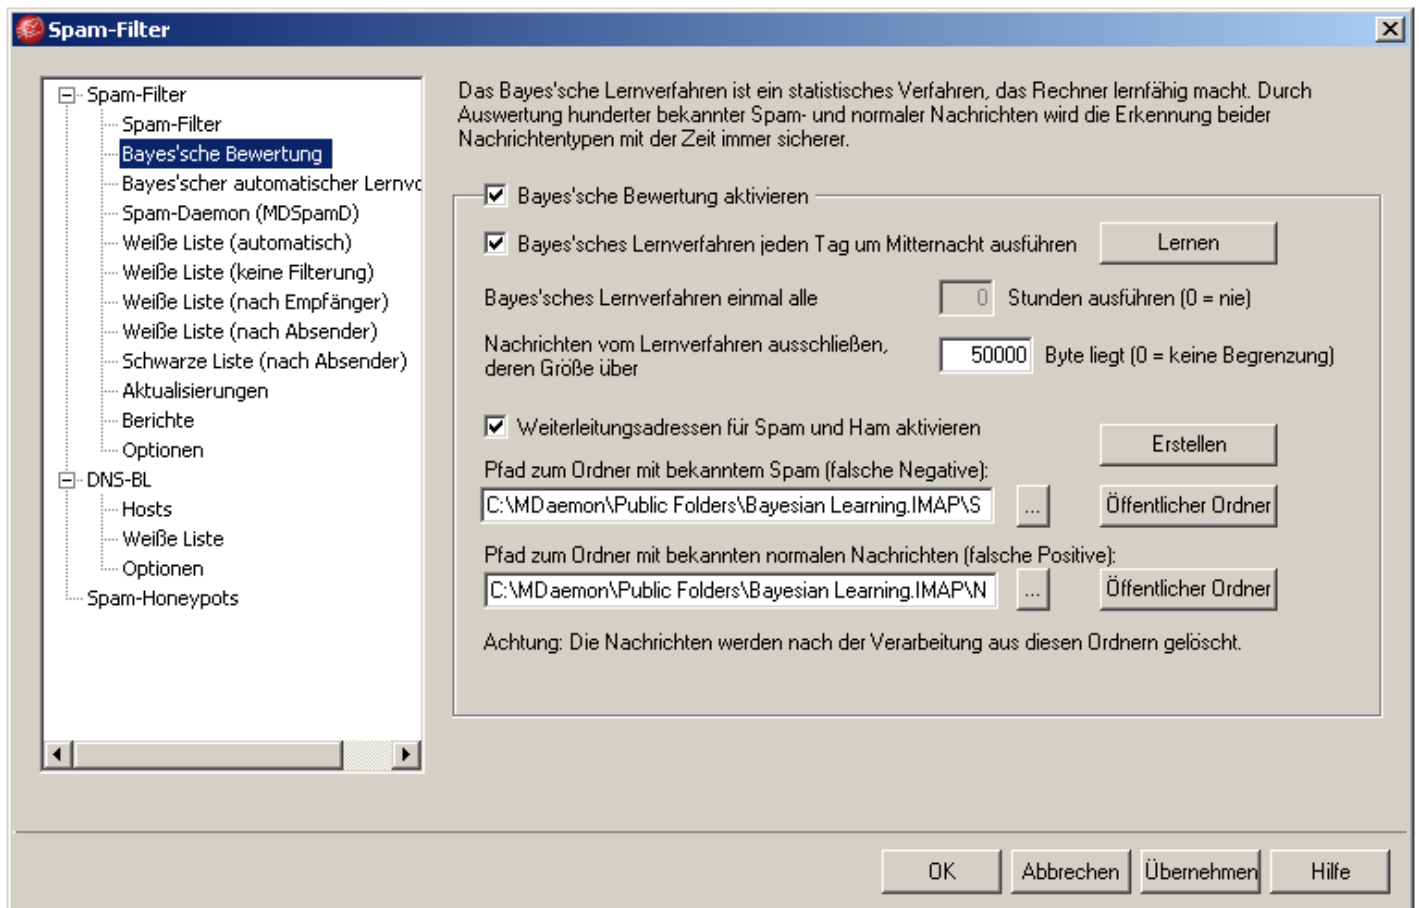 Spam-Filter
Spam-Filter
Spam-Filter
Bayes'sche Bewertung
Bayes'scher automatischer Lernvo
Spam-Daemon (MDSpamD)
Weiße Liste (automatisch)
Weiße Liste (keine Filterung)
Weiße Liste (nach Empfänger)
Weiße Liste (nach Absender)
Schwarze Liste (nach Absender)
Aktualisierungen
Berichte
Optionen
DNS-BL
Hosts
Weiße Liste
Optionen
Spam-Honeypots
Das Bayes'sche Lernverfahren ist ein statistisches Verfahren, das Rechner lernfähig macht. Durch
Auswertung hunderter bekannter Spam- und normaler Nachrichten wird die Erkennung beider
Nachrichtentypen mit der Zeit immer sicherer.
Bayes'sche Bewertung aktivieren
Bayes'sches Lernverfahren jeden Tag um Mitternacht ausführen Lernen
Bayes'sches Lernverfahren einmal alle 0 Stunden ausführen (0 = nie)
Nachrichten vom Lernverfahren ausschließen,
deren Größe über 50000 Byte liegt (0 = keine Begrenzung)
Weiterleitungsadressen für Spam und Ham aktivieren
Erstellen
Pfad zum Ordner mit bekanntem Spam (falsche Negative):
C:\MDaemon\Public Folders\Bayesian Learning.IMAP\S ... Öffentlicher Ordner
Pfad zum Ordner mit bekannten normalen Nachrichten (falsche Positive):
C:\MDaemon\Public Folders\Bayesian Learning.IMAP\N ... Öffentlicher Ordner
Achtung: Die Nachrichten werden nach der Verarbeitung aus diesen Ordnern gelöscht.
OK Abbrechen Übernehmen Hilfe